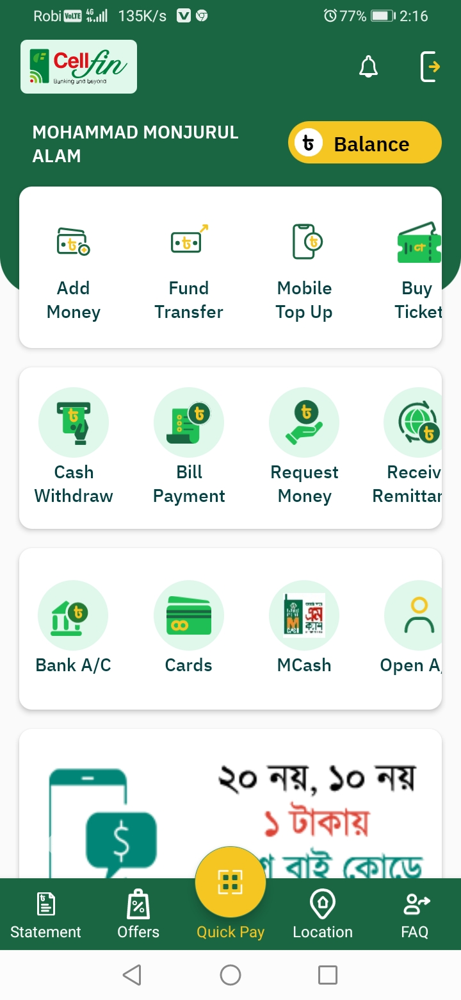 Robi VoLTE 4G 135K/s V 77% 2:16
Cellfin
Banking and beyond
MOHAMMAD MONJURUL
ALAM
৳ Balance
Add Money
Fund Transfer
Mobile Top Up
Buy Ticket
Cash Withdraw
Bill Payment
Request Money
Receiv Remittan
Bank A/C
Cards
MCash
Open A/
২০ নয়, ১০ নয়
১ টাকায়
বাই কোডে
Statement
Offers
Quick Pay
Location
FAQ